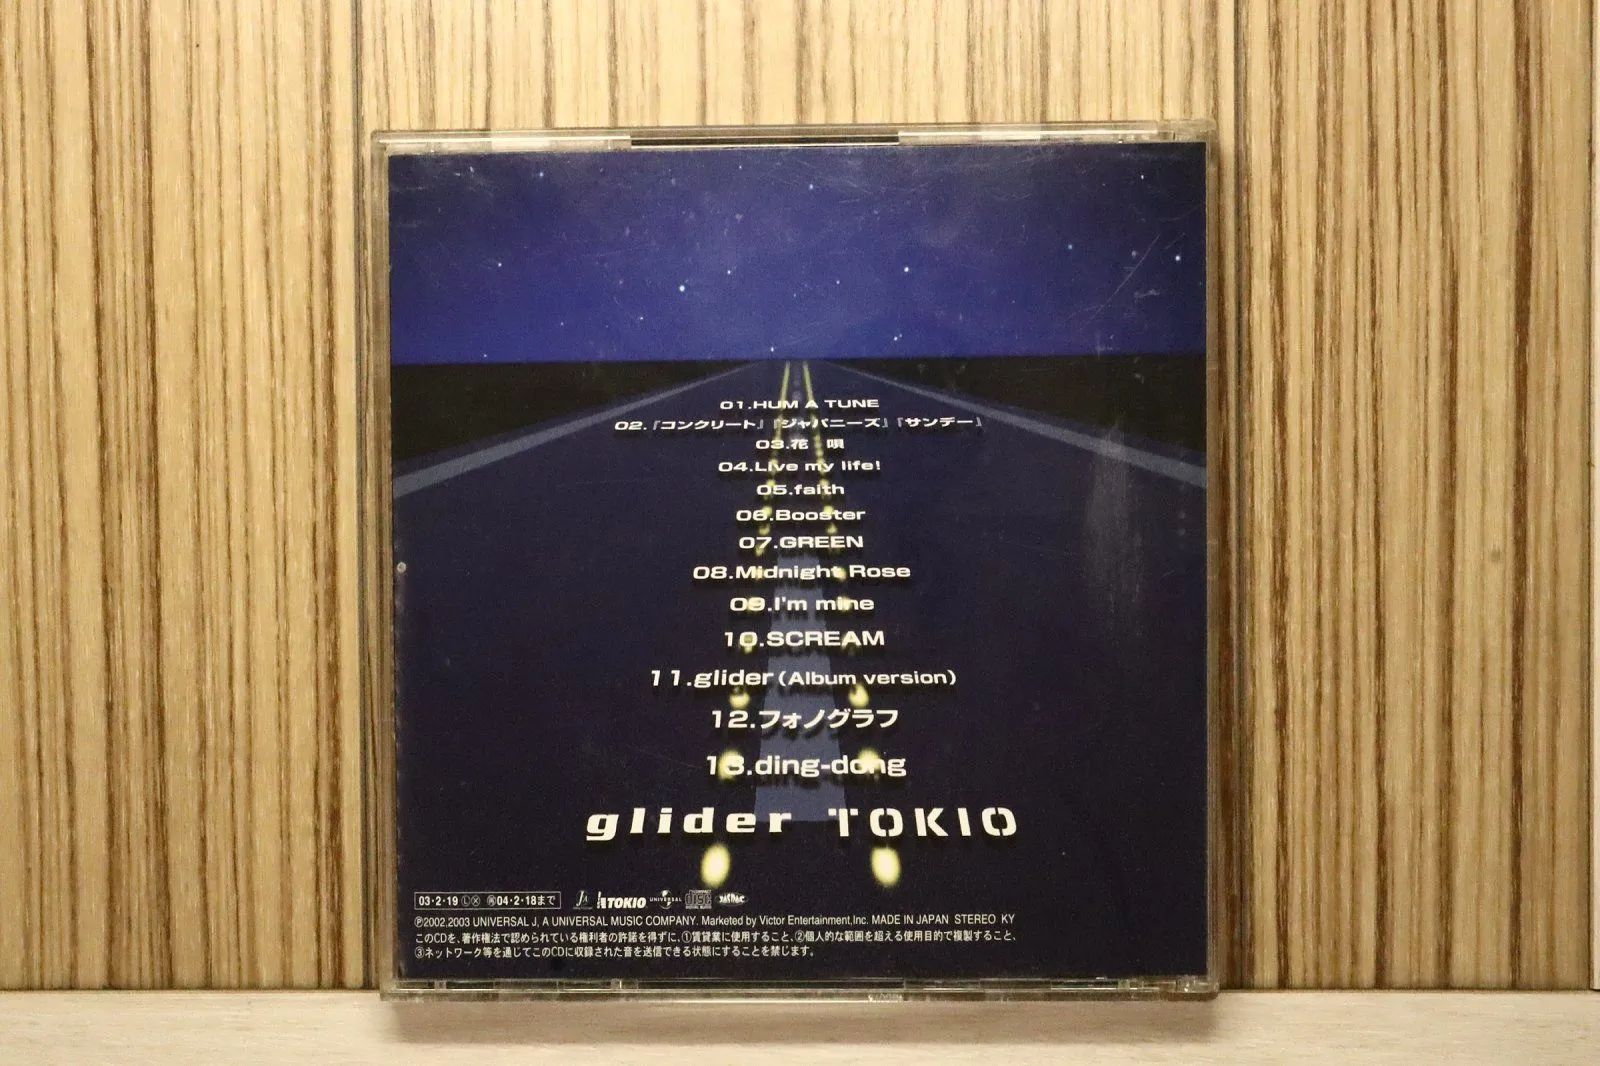 01.HUM A TUNE
02.『コンクリート』『ジャパニーズ』『サンデー』
03.花 唄
04.Live my life!
05.faith
06.Booster
07.GREEN
08.Midnight Rose
09.I'm mine
10.SCREAM
11.glider(Album version)
12.フォノグラフ
13.ding-dong
glider TOKIO
03・2・19 Ⓛ Ⓧ 再04・2・18まで TOKIO UNIVERSAL COMPACT disc DIGITAL AUDIO JASRAC
Ⓟ2002,2003 UNIVERSAL J, A UNIVERSAL MUSIC COMPANY. Marketed by Victor Entertainment,Inc. MADE IN JAPAN STEREO KY
このCDを、著作権法で認められている権利者の許諾を得ずに、①賃貸業に使用すること、②個人的な範囲を超える使用目的で複製すること、
③ネットワーク等を通じてこのCDに収録された音を送信できる状態にすることを禁じます。